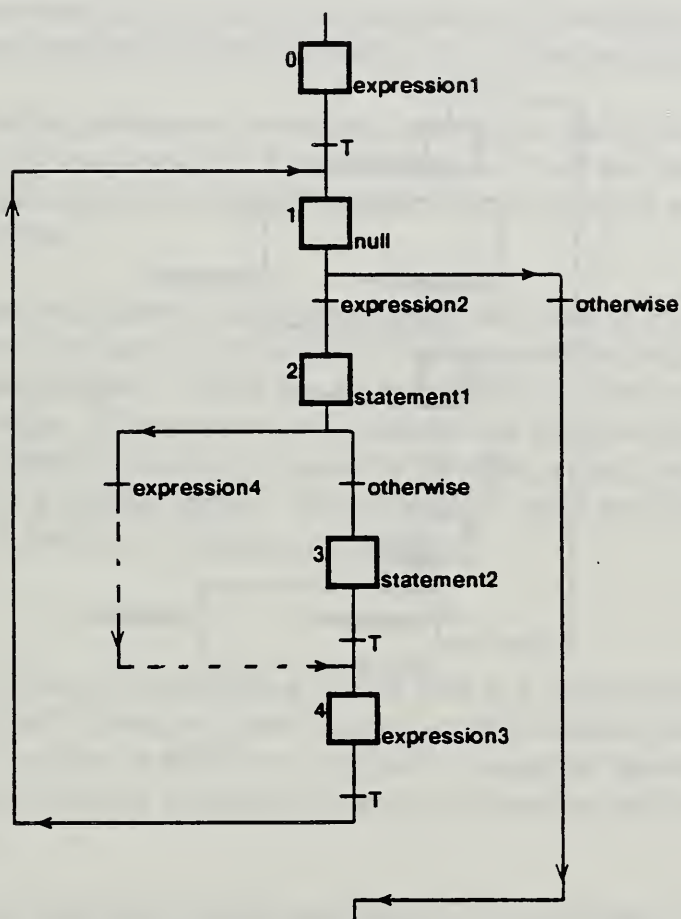 0
expression1
T
1
null
expression2
otherwise
2
statement1
expression4
otherwise
3
statement2
T
4
expression3
T